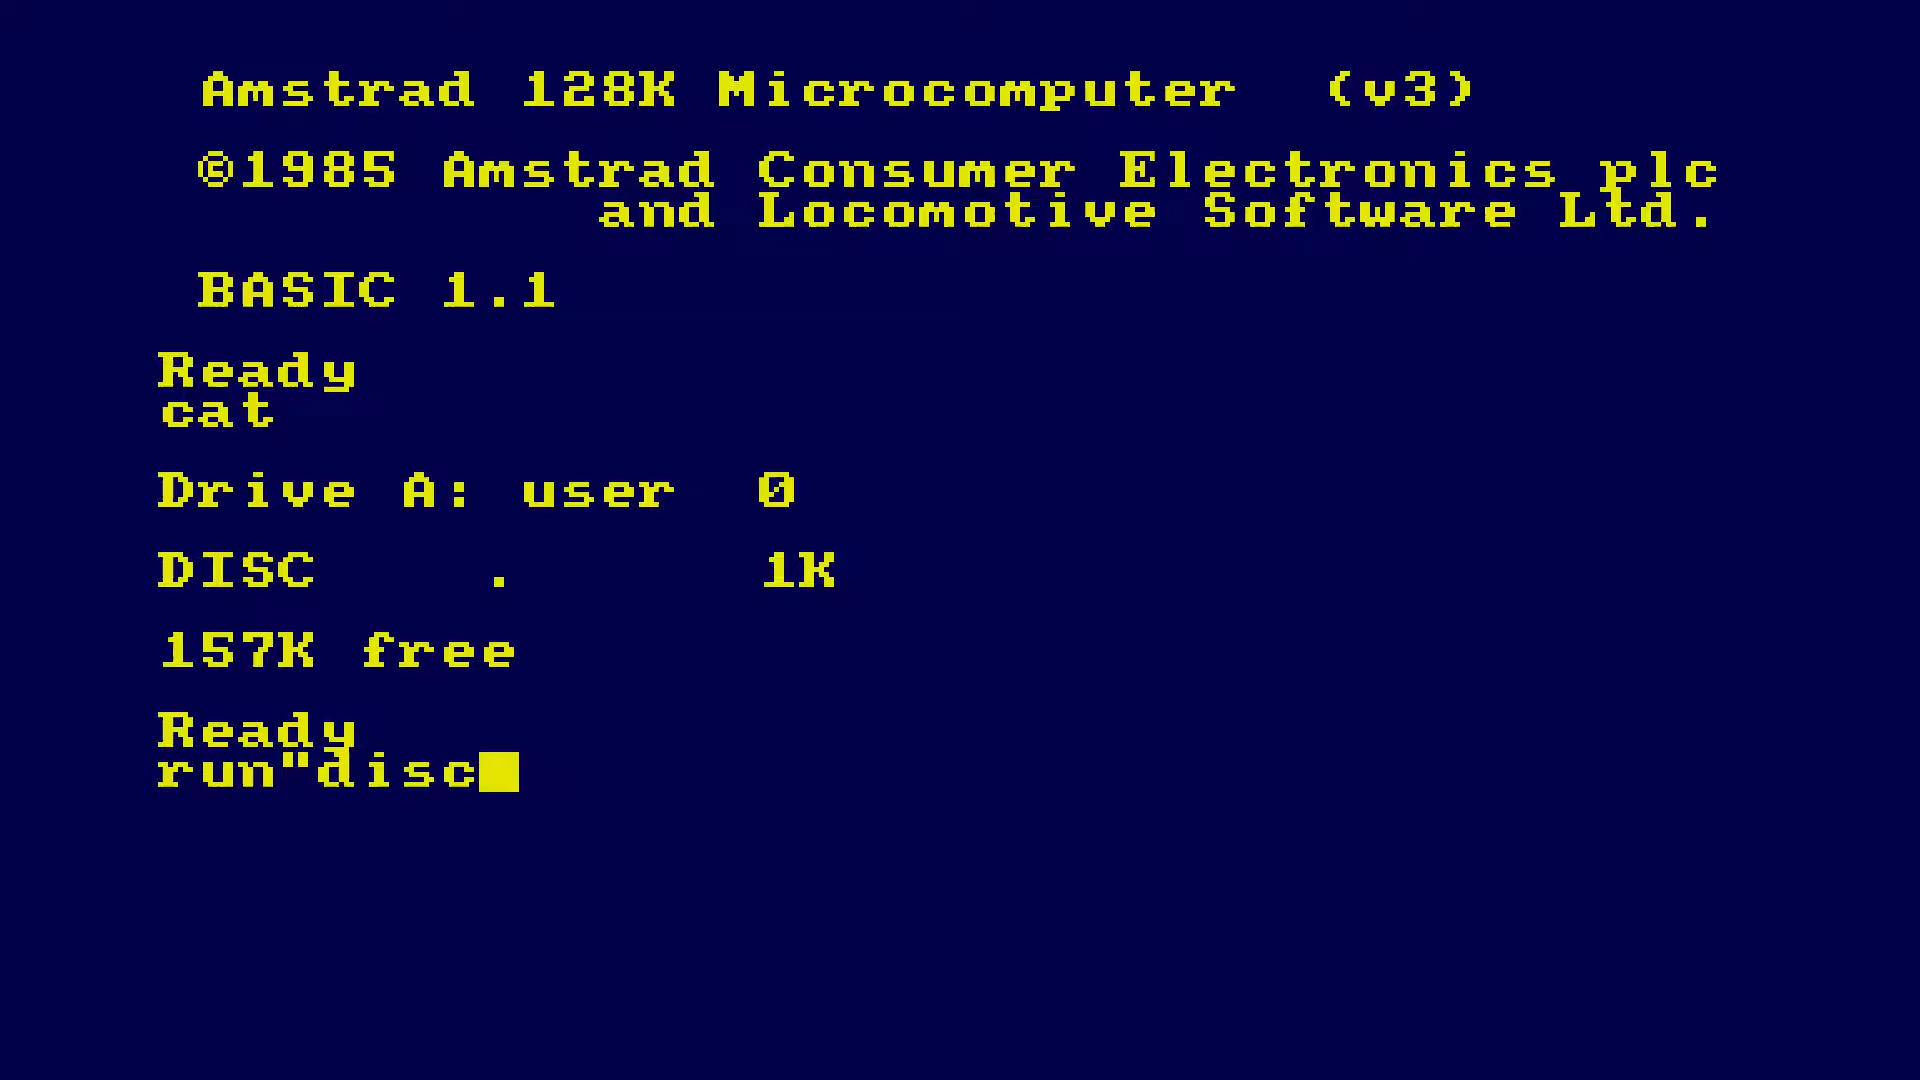 Amstrad 128K Microcomputer  (v3)
©1985 Amstrad Consumer Electronics plc
and Locomotive Software Ltd.
BASIC 1.1
Ready
cat
Drive A: user  0
DISC    .      1K
157K free
Ready
run"disc